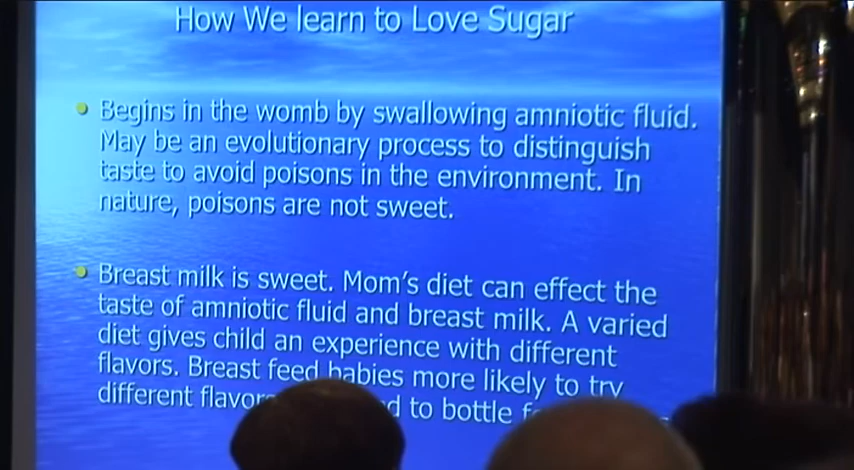 How We learn to Love Sugar
Begins in the womb by swallowing amniotic fluid.
May be an evolutionary process to distinguish
taste to avoid poisons in the environment. In
nature, poisons are not sweet.
Breast milk is sweet. Mom's diet can effect the
taste of amniotic fluid and breast milk. A varied
diet gives child an experience with different
flavors. Breast feed babies more likely to try
different to bottle